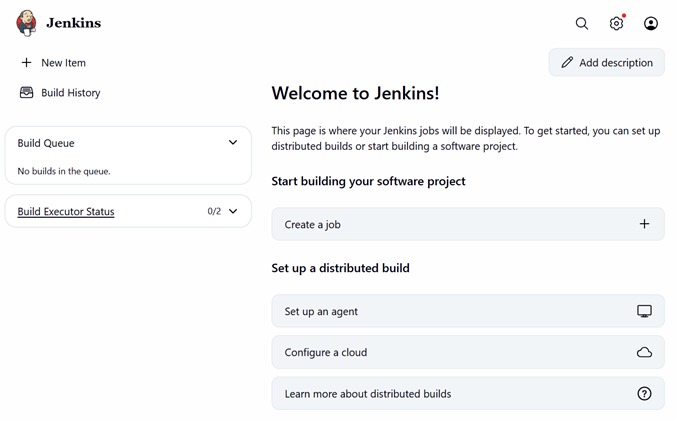 Jenkins
New Item
Build History
Build Queue
No builds in the queue.
Build Executor Status
0/2
Add description
Welcome to Jenkins!
This page is where your Jenkins jobs will be displayed. To get started, you can set up
distributed builds or start building a software project.
Start building your software project
Create a job
Set up a distributed build
Set up an agent
Configure a cloud
Learn more about distributed builds